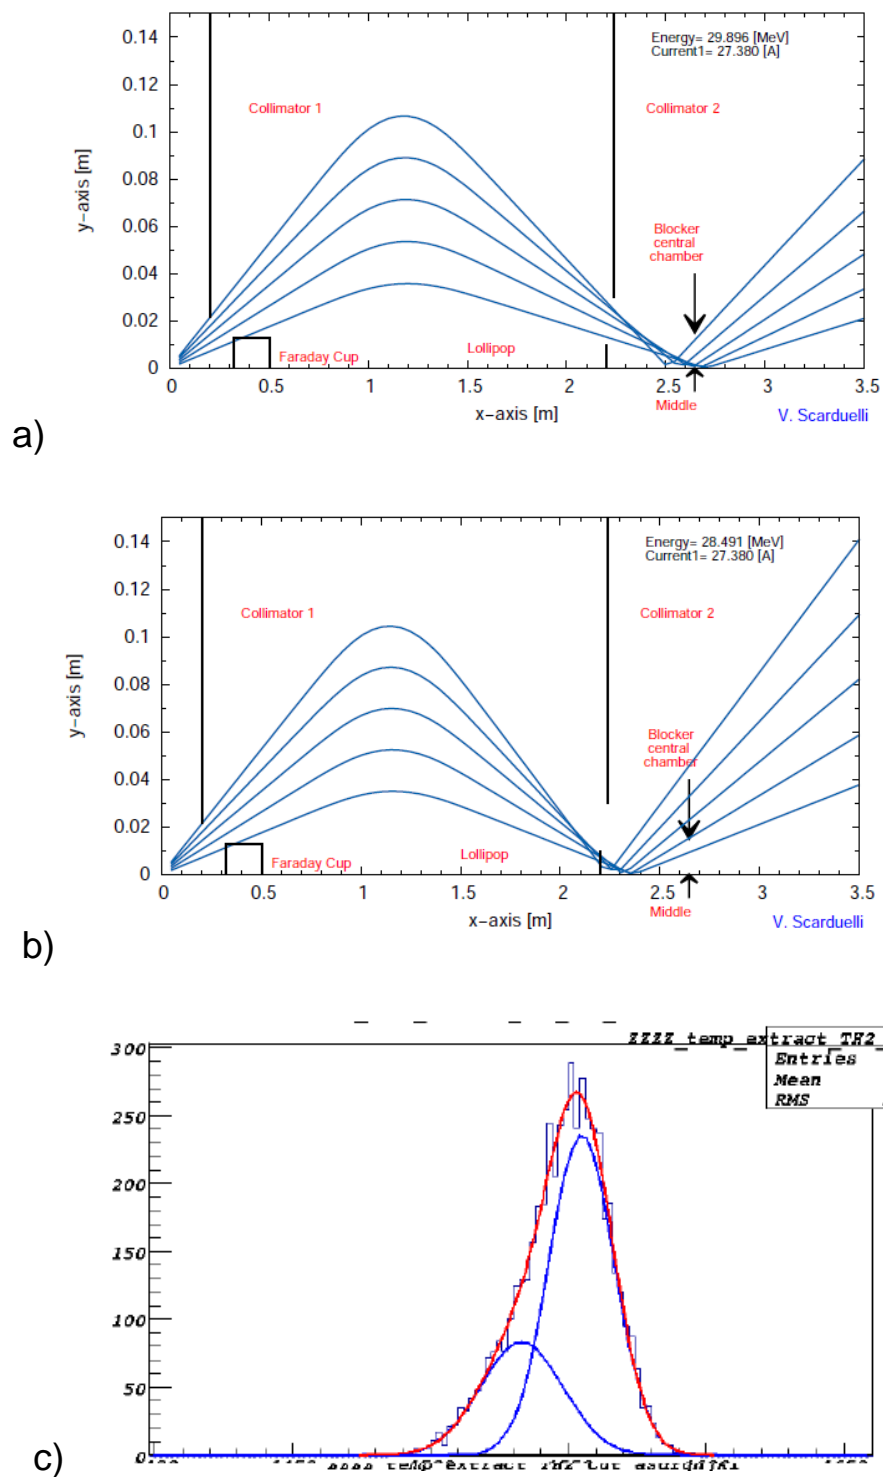 0.14
0.12
0.1
0.08
0.06
0.04
0.02
0
y-axis [m]
Energy= 29.896 [MeV]
Current1= 27.380 [A]
Collimator 1
Collimator 2
Blocker
central
chamber
Faraday Cup
Lollipop
0 0.5 1 1.5 2 2.5 3 3.5
x-axis [m]
Middle
V. Scarduelli
a)
0.14
0.12
0.1
0.08
0.06
0.04
0.02
0
y-axis [m]
Energy= 28.491 [MeV]
Current1= 27.380 [A]
Collimator 1
Collimator 2
Blocker
central
chamber
Faraday Cup
Lollipop
0 0.5 1 1.5 2 2.5 3 3.5
x-axis [m]
Middle
V. Scarduelli
b)
ZZZZ_temp_extract_TH2_
Entries
Mean
RMS
300
250
200
150
100
50
0
c)